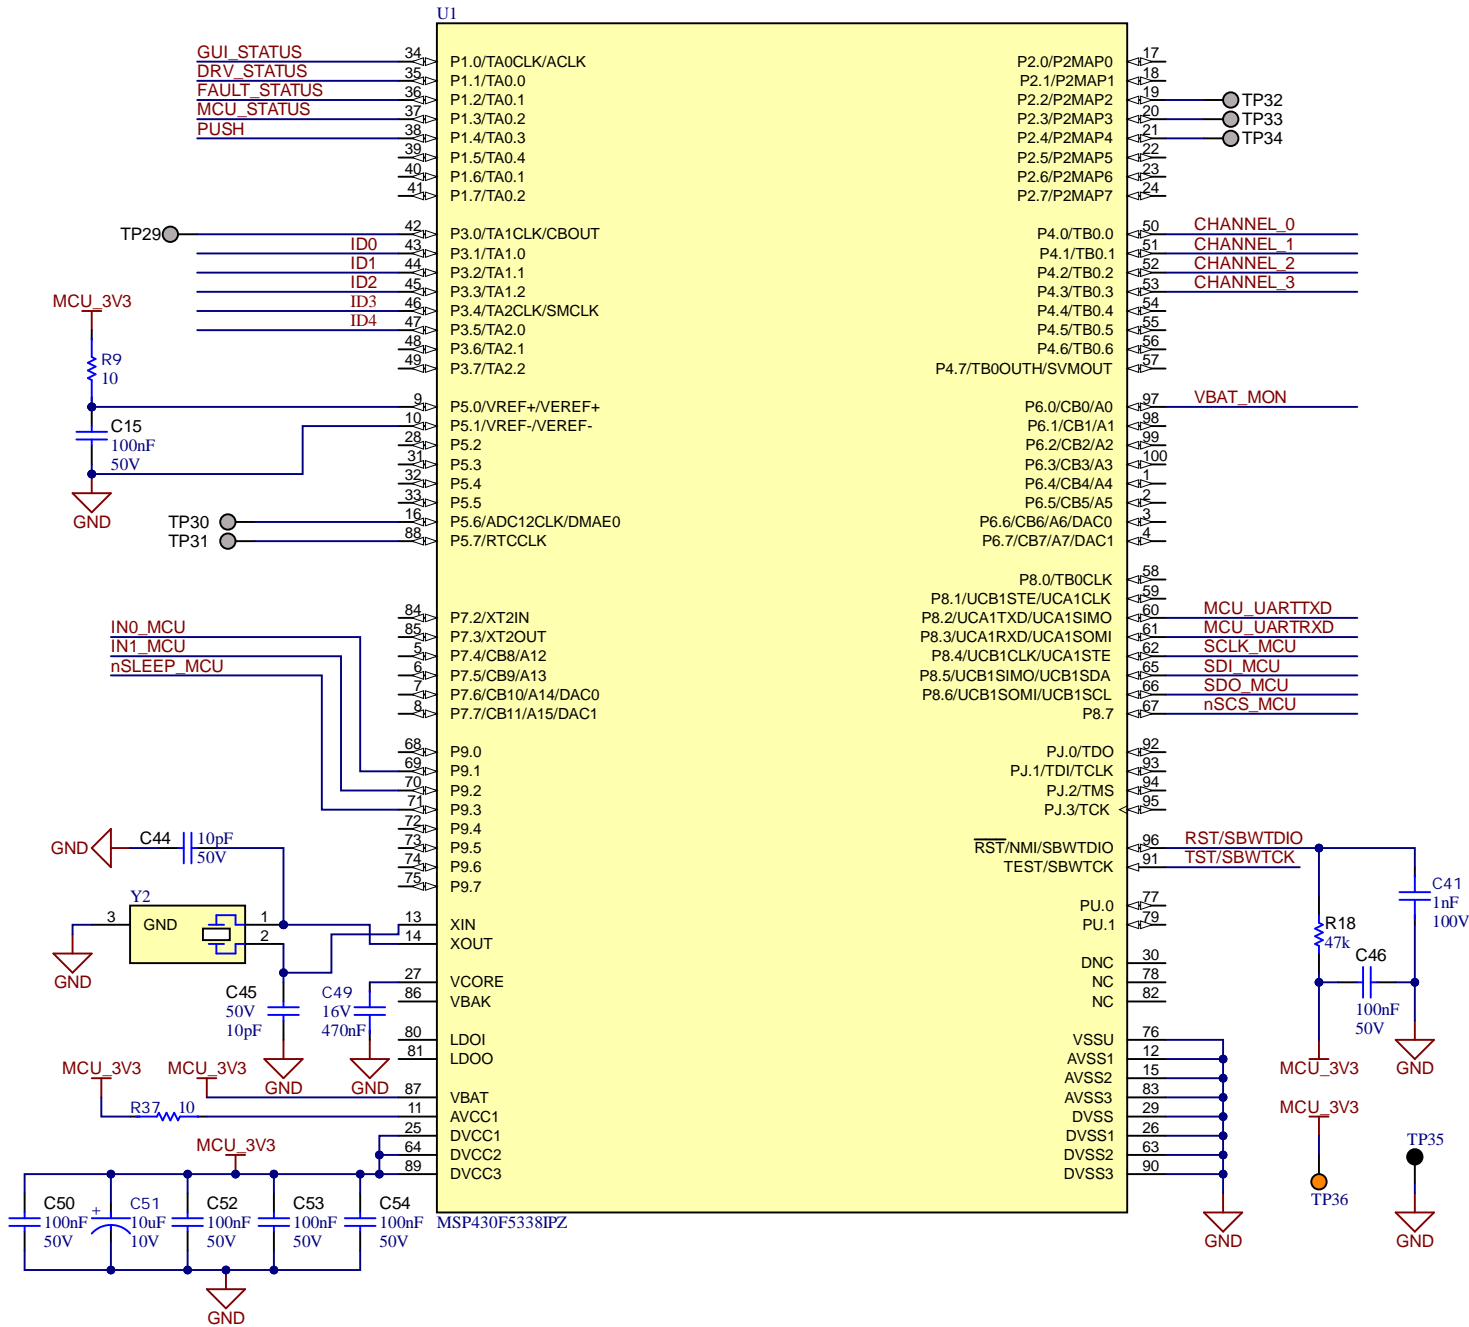 U1
GUI_STATUS 34 P1.0/TA0CLK/ACLK
DRV_STATUS 35 P1.1/TA0.0
FAULT_STATUS 36 P1.2/TA0.1
MCU_STATUS 37 P1.3/TA0.2
PUSH 38 P1.4/TA0.3
39 P1.5/TA0.4
40 P1.6/TA0.1
41 P1.7/TA0.2
TP29 42 P3.0/TA1CLK/CBOUT
ID0 43 P3.1/TA1.0
ID1 44 P3.2/TA1.1
ID2 45 P3.3/TA1.2
ID3 46 P3.4/TA2CLK/SMCLK
ID4 47 P3.5/TA2.0
48 P3.6/TA2.1
49 P3.7/TA2.2
MCU_3V3
R9
10
9 P5.0/VREF+/VEREF+
10 P5.1/VREF-/VEREF-
28 P5.2
31 P5.3
32 P5.4
33 P5.5
C15
100nF
50V
GND
TP30 16 P5.6/ADC12CLK/DMAE0
TP31 88 P5.7/RTCCLK
84 P7.2/XT2IN
85 P7.3/XT2OUT
5 P7.4/CB8/A12
6 P7.5/CB9/A13
7 P7.6/CB10/A14/DAC0
8 P7.7/CB11/A15/DAC1
IN0_MCU
IN1_MCU
nSLEEP_MCU
68 P9.0
69 P9.1
70 P9.2
71 P9.3
72 P9.4
73 P9.5
74 P9.6
75 P9.7
GND C44 10pF
50V
Y2
3 GND 1
2
GND
13 XIN
14 XOUT
27 VCORE
86 VBAK
C45
50V
10pF
GND
C49
16V
470nF
GND
80 LDOI
81 LDOO
MCU_3V3 MCU_3V3
87 VBAT
R37 10 11 AVCC1
25 DVCC1
64 DVCC2
89 DVCC3
MCU_3V3
C50
100nF
50V
C51
+
10uF
10V
C52
100nF
50V
C53
100nF
50V
C54
100nF
50V
GND
MSP430F5338IPZ
P2.0/P2MAP0 17
P2.1/P2MAP1 18
P2.2/P2MAP2 19 TP32
P2.3/P2MAP3 20 TP33
P2.4/P2MAP4 21 TP34
P2.5/P2MAP5 22
P2.6/P2MAP6 23
P2.7/P2MAP7 24
P4.0/TB0.0 50 CHANNEL_0
P4.1/TB0.1 51 CHANNEL_1
P4.2/TB0.2 52 CHANNEL_2
P4.3/TB0.3 53 CHANNEL_3
P4.4/TB0.4 54
P4.5/TB0.5 55
P4.6/TB0.6 56
P4.7/TB0OUTH/SVMOUT 57
P6.0/CB0/A0 97 VBAT_MON
P6.1/CB1/A1 98
P6.2/CB2/A2 99
P6.3/CB3/A3 100
P6.4/CB4/A4 1
P6.5/CB5/A5 2
P6.6/CB6/A6/DAC0 3
P6.7/CB7/A7/DAC1 4
P8.0/TB0CLK 58
P8.1/UCB1STE/UCA1CLK 59
P8.2/UCA1TXD/UCA1SIMO 60 MCU_UARTTXD
P8.3/UCA1RXD/UCA1SOMI 61 MCU_UARTRXD
P8.4/UCB1CLK/UCA1STE 62 SCLK_MCU
P8.5/UCB1SIMO/UCB1SDA 65 SDI_MCU
P8.6/UCB1SOMI/UCB1SCL 66 SDO_MCU
P8.7 67 nSCS_MCU
PJ.0/TDO 92
PJ.1/TDI/TCLK 93
PJ.2/TMS 94
PJ.3/TCK 95
RST/NMI/SBWTDIO 96 RST/SBWTDIO
TEST/SBWTCK 91 TST/SBWTCK
PU.0 77
PU.1 79
DNC 30
NC 78
NC 82
VSSU 76
AVSS1 12
AVSS2 15
AVSS3 83
DVSS 29
DVSS1 26
DVSS2 63
DVSS3 90
GND
C41
1nF
100V
R18
47k
C46
100nF
50V
MCU_3V3
GND
MCU_3V3
TP36
TP35
GND